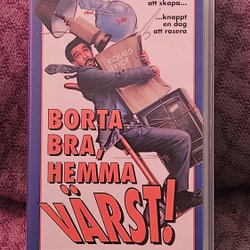 att skapa...
...knappt
en dag
att rasera
RICHARD
PRYOR
BORTA
BRA,
HEMMA
VÄRST!